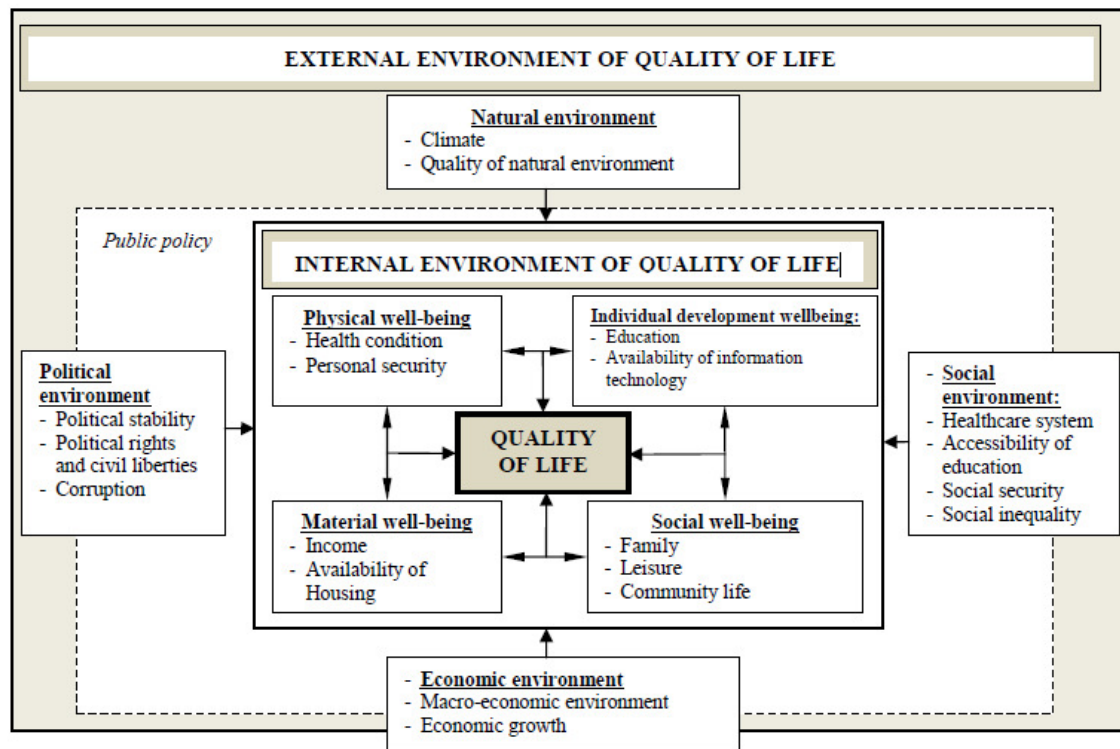 EXTERNAL ENVIRONMENT OF QUALITY OF LIFE
Natural environment
- Climate
- Quality of natural environment
Public policy
INTERNAL ENVIRONMENT OF QUALITY OF LIFE
Physical well-being
- Health condition
- Personal security
Individual development wellbeing:
- Education
- Availability of information
technology
Political
environment
- Political stability
- Political rights
and civil liberties
- Corruption
QUALITY
OF LIFE
- Social
environment:
- Healthcare system
- Accessibility of
education
- Social security
- Social inequality
Material well-being
- Income
- Availability of
Housing
Social well-being
- Family
- Leisure
- Community life
- Economic environment
- Macro-economic environment
- Economic growth